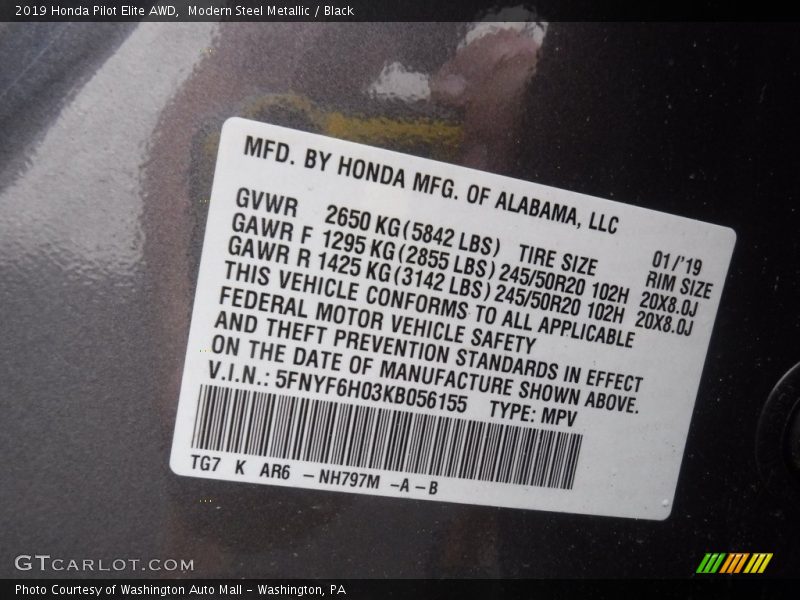 2019 Honda Pilot Elite AWD,  Modern Steel Metallic / Black
MFD. BY HONDA MFG. OF ALABAMA, LLC
01/'19
GVWR 2650 KG(5842 LBS) TIRE SIZE RIM SIZE
GAWR F 1295 KG(2855 LBS) 245/50R20 102H 20X8.0J
GAWR R 1425 KG(3142 LBS) 245/50R20 102H 20X8.0J
THIS VEHICLE CONFORMS TO ALL APPLICABLE
FEDERAL MOTOR VEHICLE SAFETY
AND THEFT PREVENTION STANDARDS IN EFFECT
ON THE DATE OF MANUFACTURE SHOWN ABOVE.
V.I.N.: 5FNYF6H03KB056155 TYPE: MPV
TG7 K AR6 – NH797M –A–B
GTCARLOT.COM
Photo Courtesy of Washington Auto Mall – Washington, PA